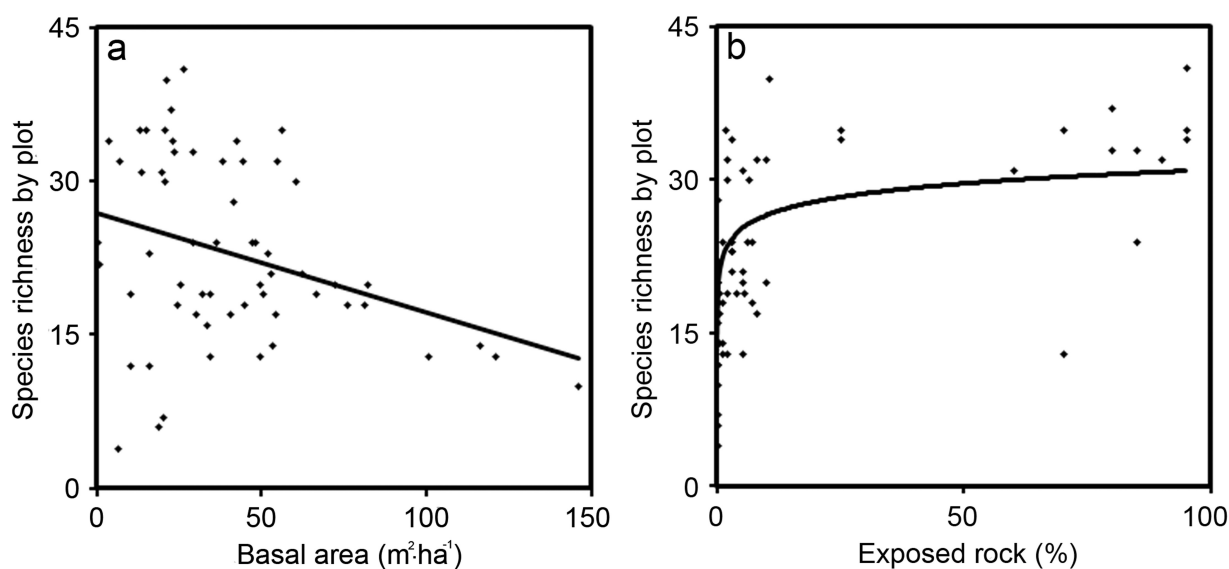 a
45
30
15
0
Species richness by plot
0 50 100 150
Basal area (m²·ha⁻¹)
b
45
30
15
0
Species richness by plot
0 50 100
Exposed rock (%)